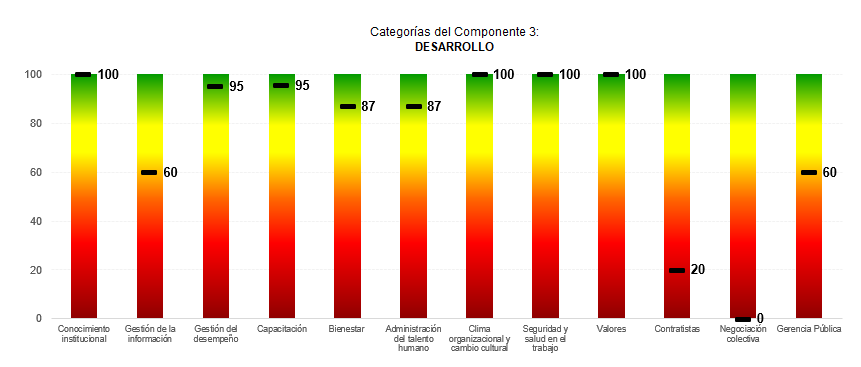 Categorías del Componente 3:
DESARROLLO
100
80
60
40
20
0
100
60
95
95
87
87
100
100
100
20
0
60
Conocimiento
institucional
Gestión de la
información
Gestión del
desempeño
Capacitación
Bienestar
Administración
del talento
humano
Clima
organizacional y
cambio cultural
Seguridad y
salud en el
trabajo
Valores
Contratistas
Negociación
colectiva
Gerencia Pública